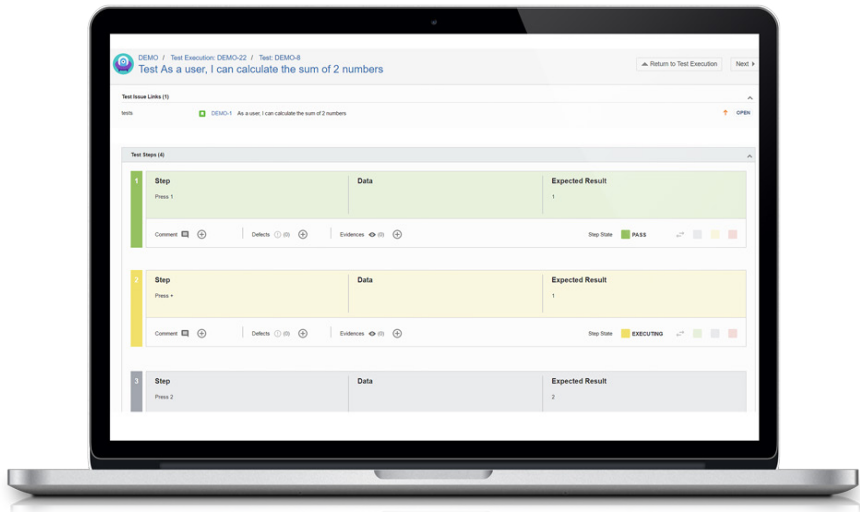 DEMO / Test Execution: DEMO-22 / Test: DEMO-8
Test As a user, I can calculate the sum of 2 numbers
Return to Test Execution
Next
Test Issue Links (1)
tests DEMO-1 As a user, I can calculate the sum of 2 numbers OPEN
Test Steps (4)
1 Step Data Expected Result
Press 1 1
Comment Defects (0) Evidences (0) Step State PASS
2 Step Data Expected Result
Press + 1
Comment Defects (0) Evidences (0) Step State EXECUTING
3 Step Data Expected Result
Press 2 2